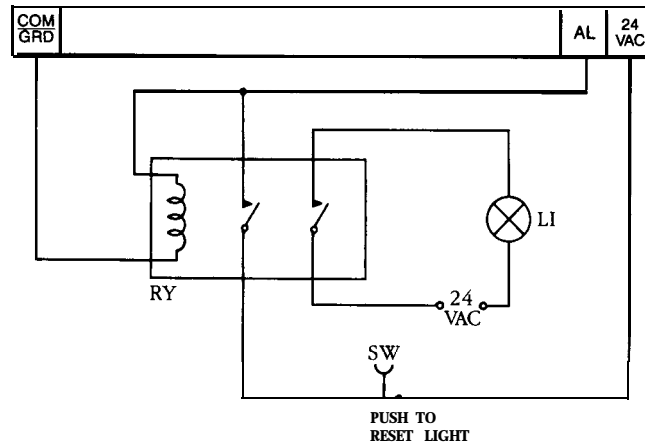 COM
GRD
AL
24
VAC
LI
RY
24
VAC
SW
PUSH TO
RESET LIGHT